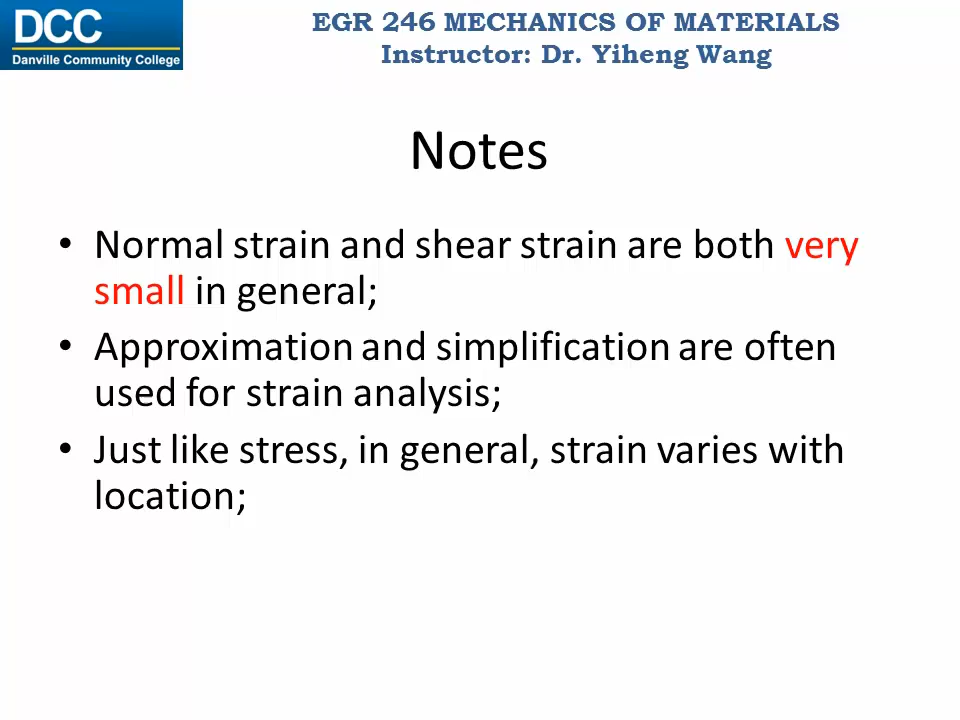 DCC
Danville Community College
EGR 246 MECHANICS OF MATERIALS
Instructor: Dr. Yiheng Wang
Notes
• Normal strain and shear strain are both very
small in general;
• Approximation and simplification are often
used for strain analysis;
• Just like stress, in general, strain varies with
location;